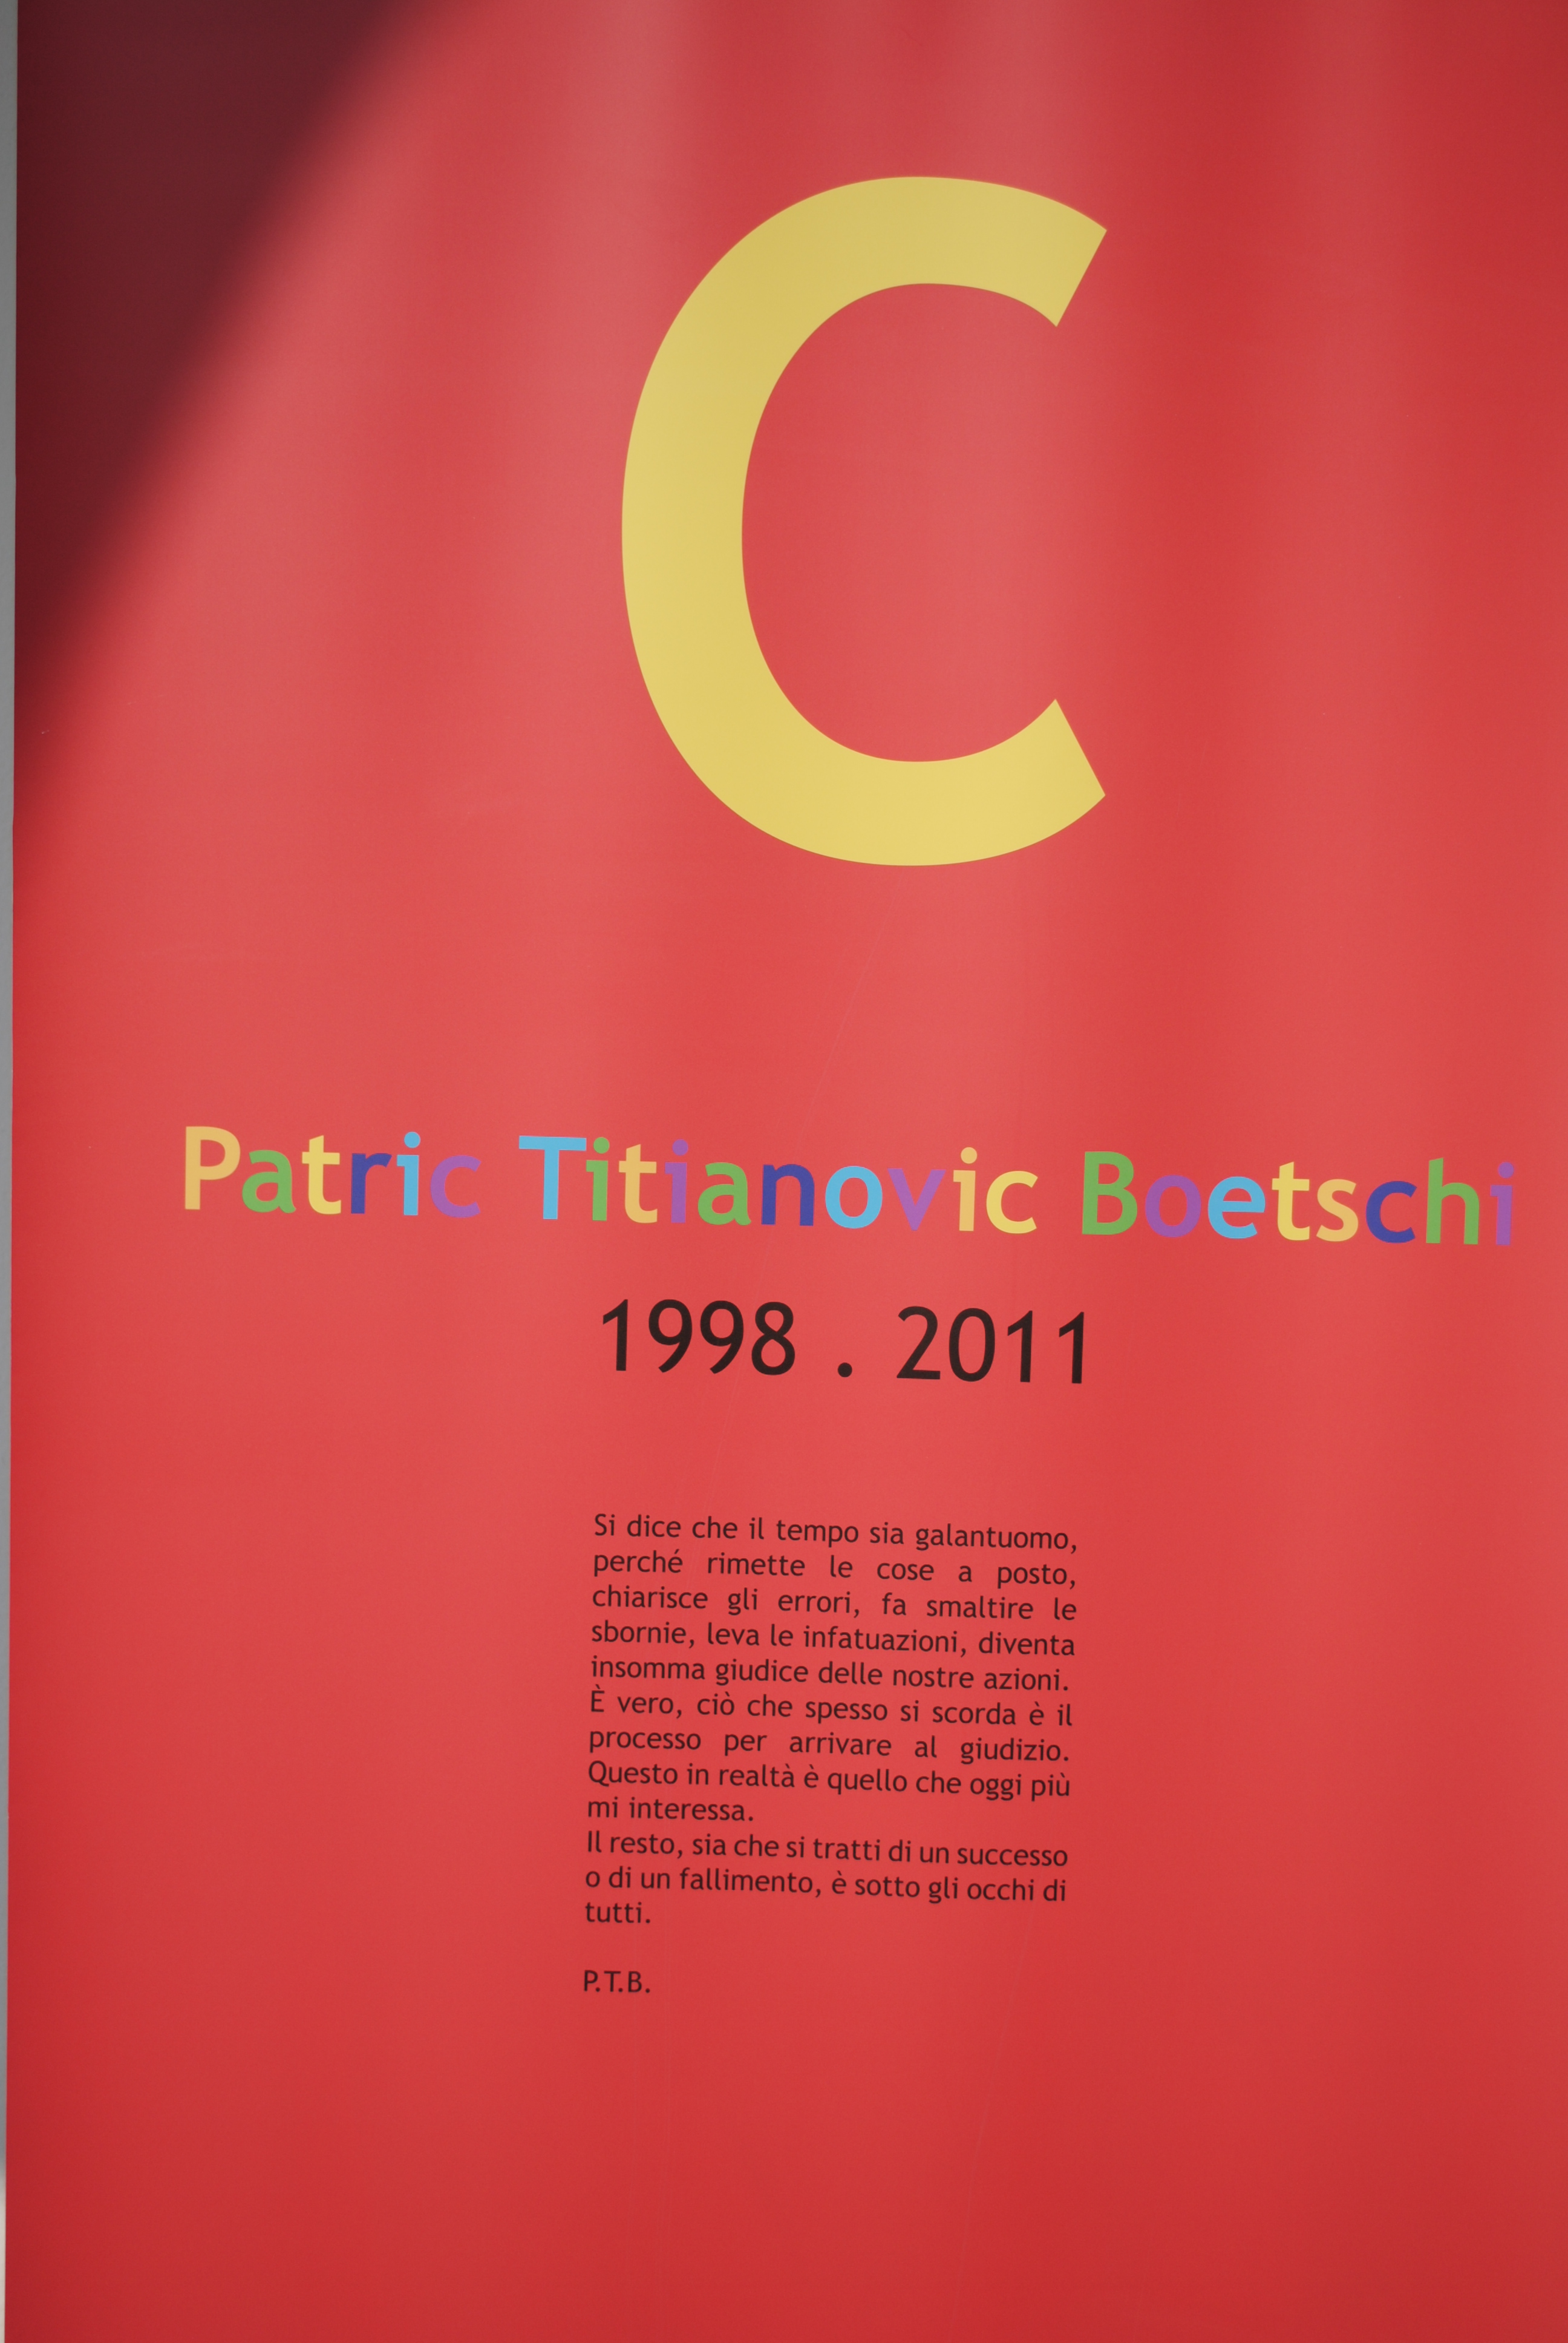 C
Patric Titianovic Boetschi
1998 . 2011
Si dice che il tempo sia galantuomo,
perché rimette le cose a posto,
chiarisce gli errori, fa smaltire le
sbornie, leva le infatuazioni, diventa
insomma giudice delle nostre azioni.
È vero, ciò che spesso si scorda è il
processo per arrivare al giudizio.
Questo in realtà è quello che oggi più
mi interessa.
Il resto, sia che si tratti di un successo
o di un fallimento, è sotto gli occhi di
tutti.
P.T.B.